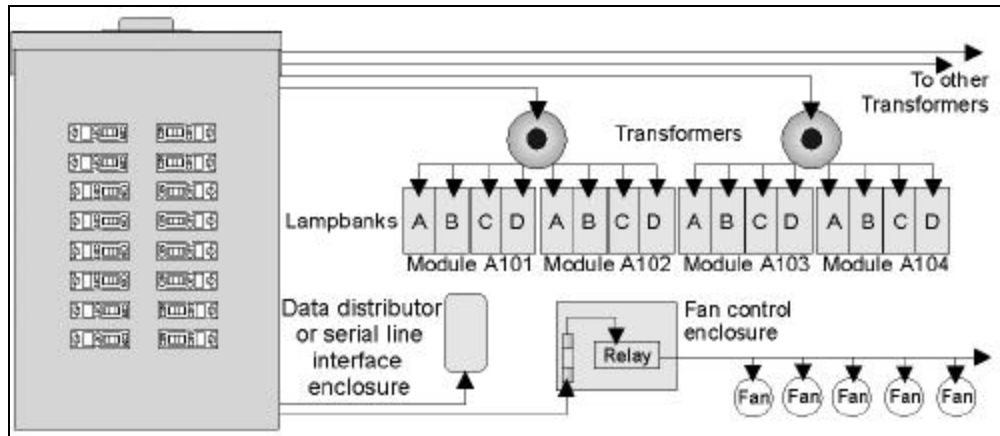 To other
Transformers
Transformers
Lampbanks A B C D A B C D A B C D A B C D
Module A101 Module A102 Module A103 Module A104
Data distributor
or serial line
interface
enclosure
Fan control
enclosure
Relay
Fan Fan Fan Fan Fan